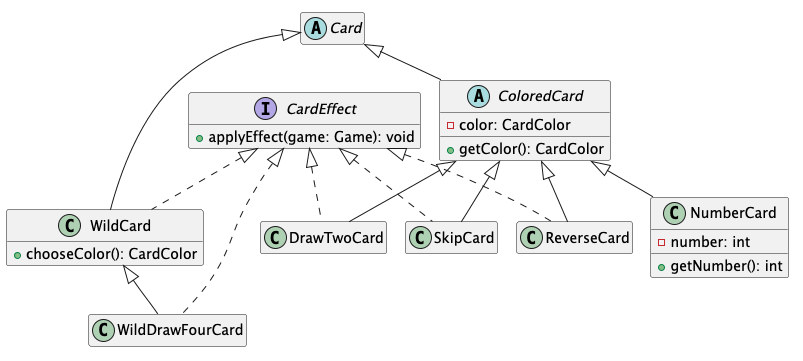 A Card
I CardEffect
applyEffect(game: Game): void
A ColoredCard
color: CardColor
getColor(): CardColor
C WildCard
chooseColor(): CardColor
C DrawTwoCard
C SkipCard
C ReverseCard
C NumberCard
number: int
getNumber(): int
C WildDrawFourCard